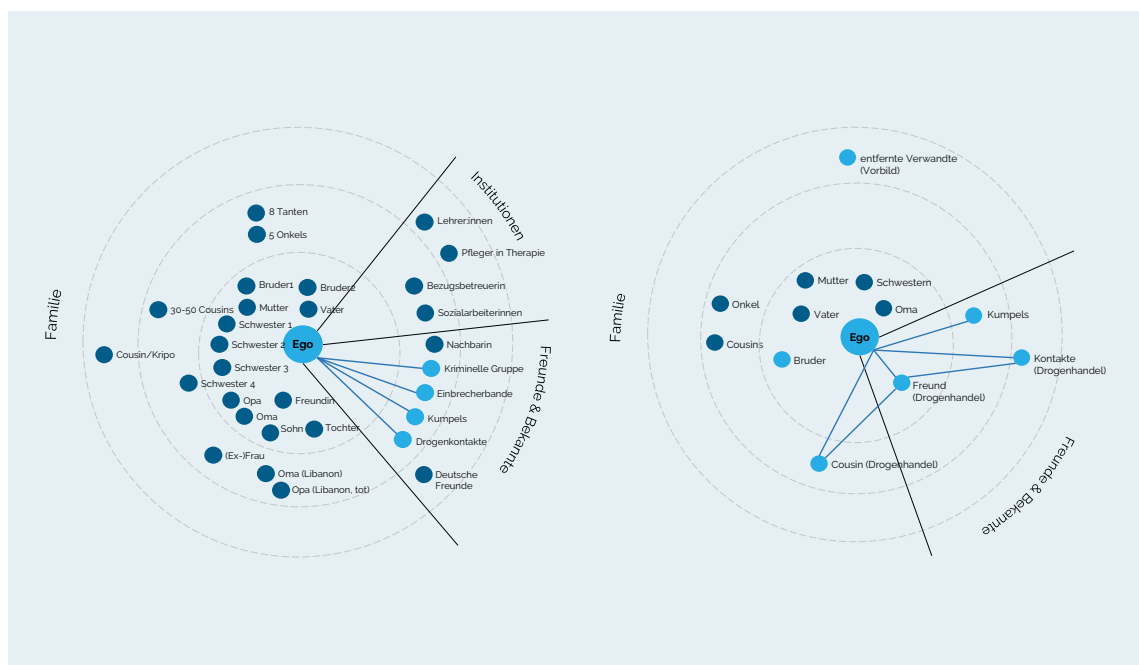 Familie
8 Tanten
5 Onkels
Bruder1
Bruder2
30-50 Cousins
Mutter
Vater
Schwester 1
Schwester 2
Ego
Cousin/Kripo
Schwester 3
Schwester 4
Opa
Freundin
Oma
Sohn
Tochter
(Ex-)Frau
Oma (Libanon)
Opa (Libanon, tot)
Institutionen
Lehrer:innen
Pfleger in Therapie
Bezugsbetreuerin
Sozialarbeiterinnen
Freunde & Bekannte
Nachbarin
Kriminelle Gruppe
Einbrecherbande
Kumpels
Drogenkontakte
Deutsche
Freunde
Familie
entfernte Verwandte
(Vorbild)
Mutter
Schwestern
Onkel
Vater
Oma
Ego
Cousins
Bruder
Cousin (Drogenhandel)
Kumpels
Kontakte
(Drogenhandel)
Freund
(Drogenhandel)
Freunde & Bekannte